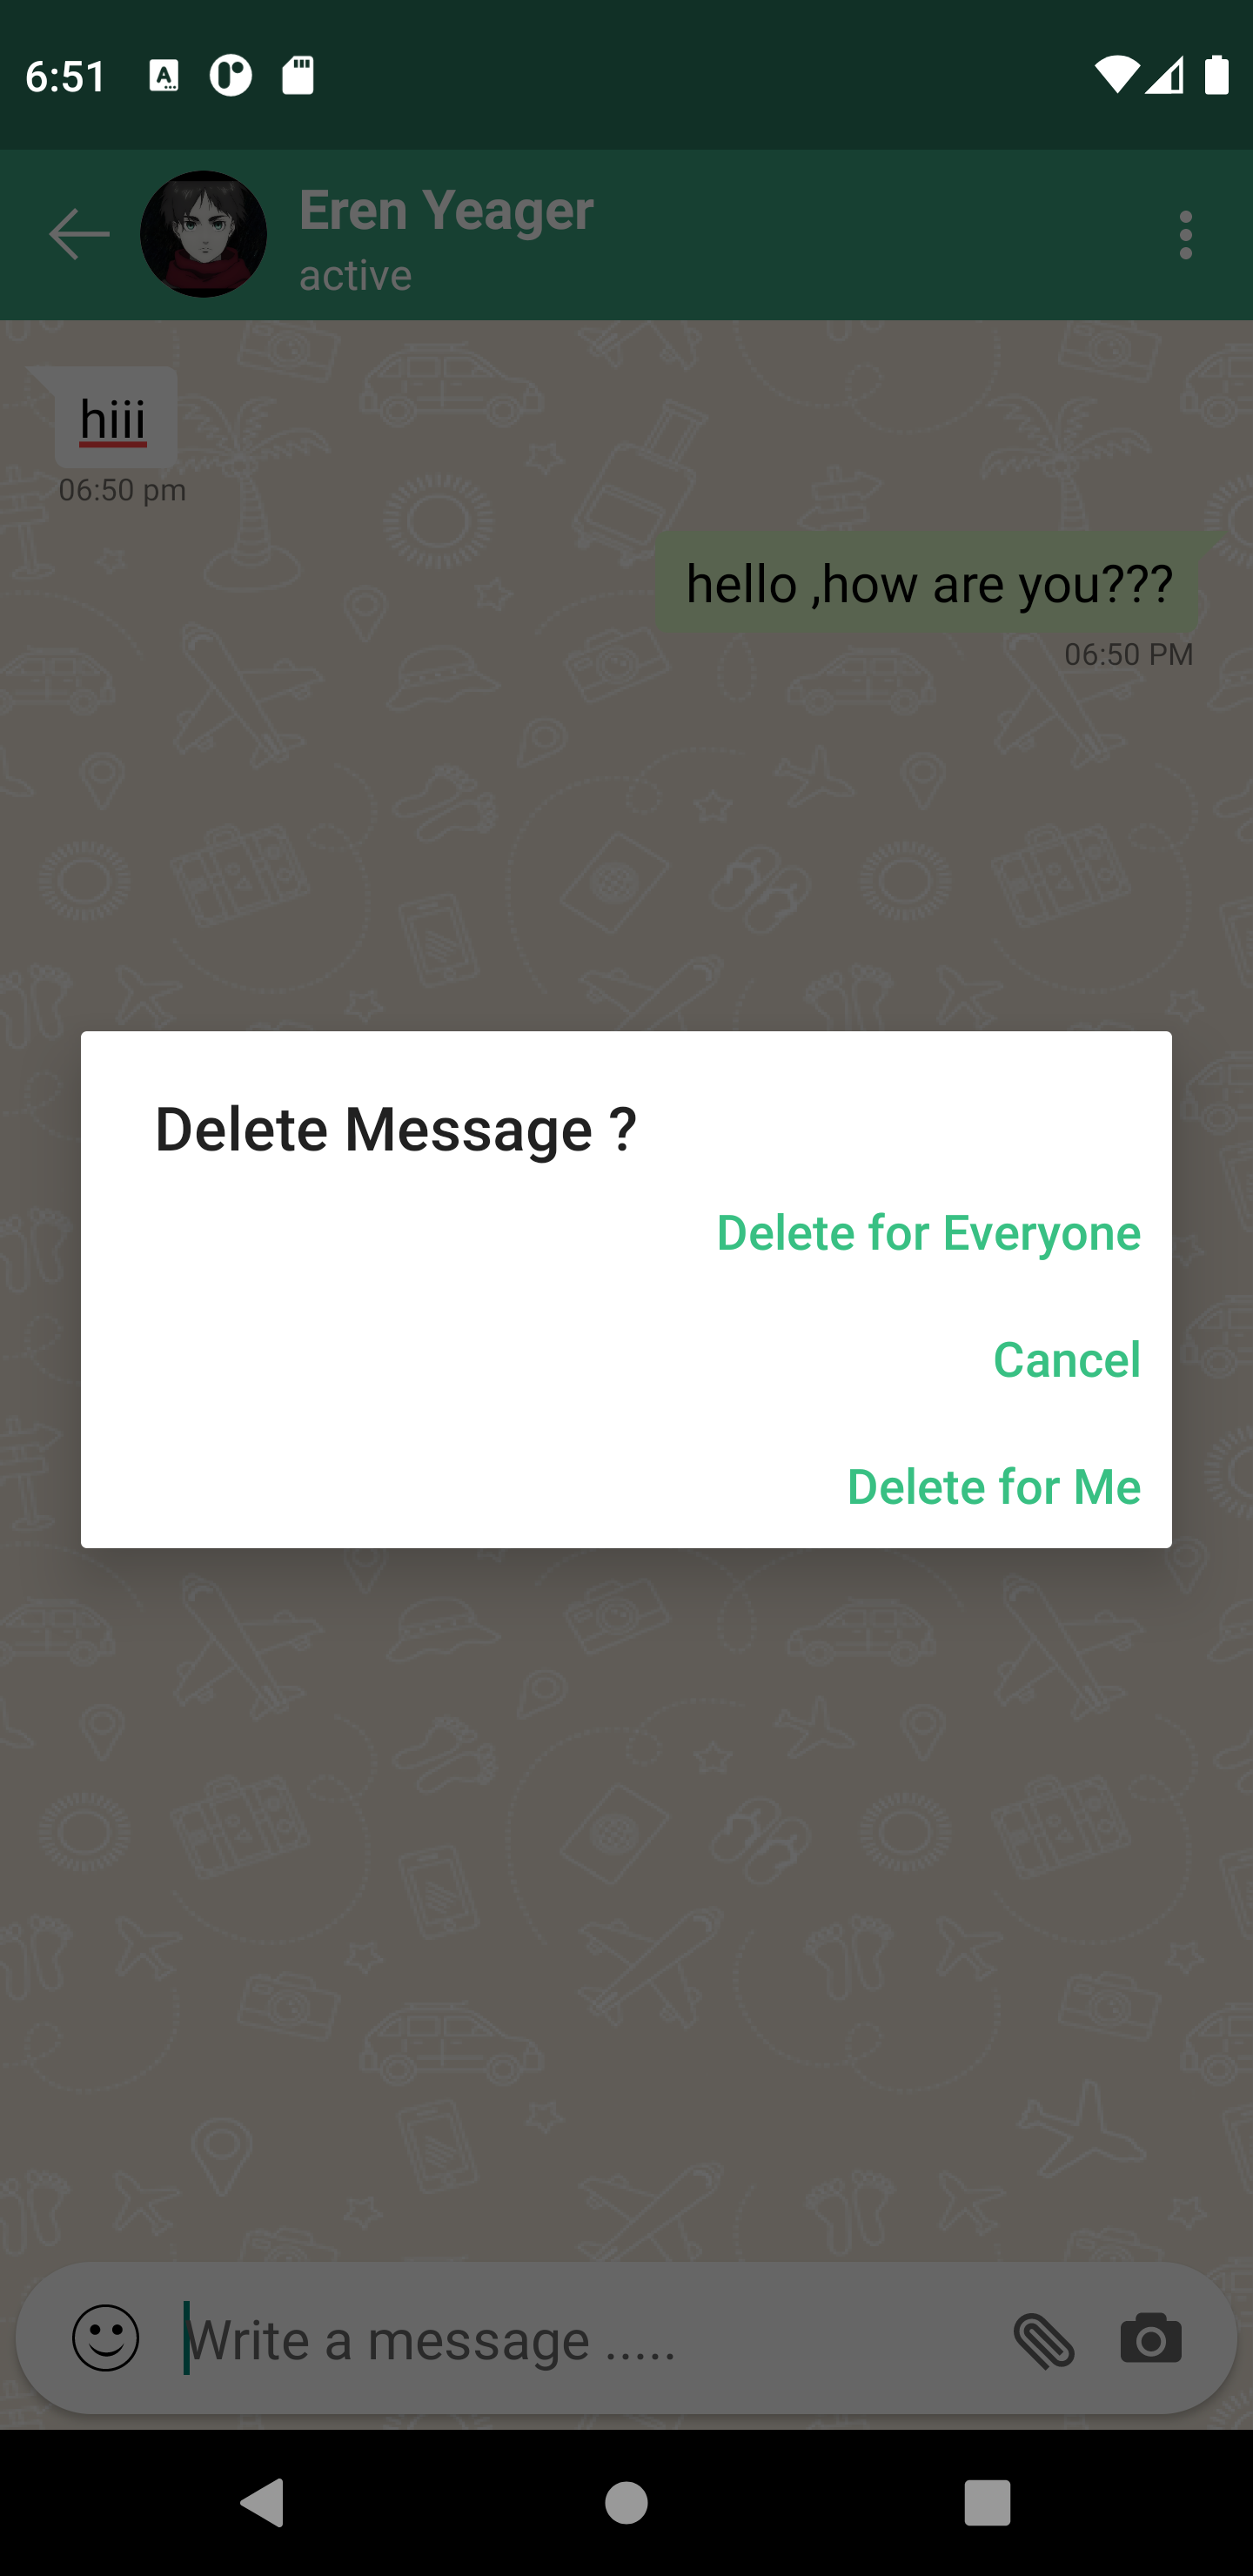 6:51
Eren Yeager
active
hiii
06:50 pm
hello ,how are you???
06:50 PM
Delete Message ?
Delete for Everyone
Cancel
Delete for Me
Write a message .....